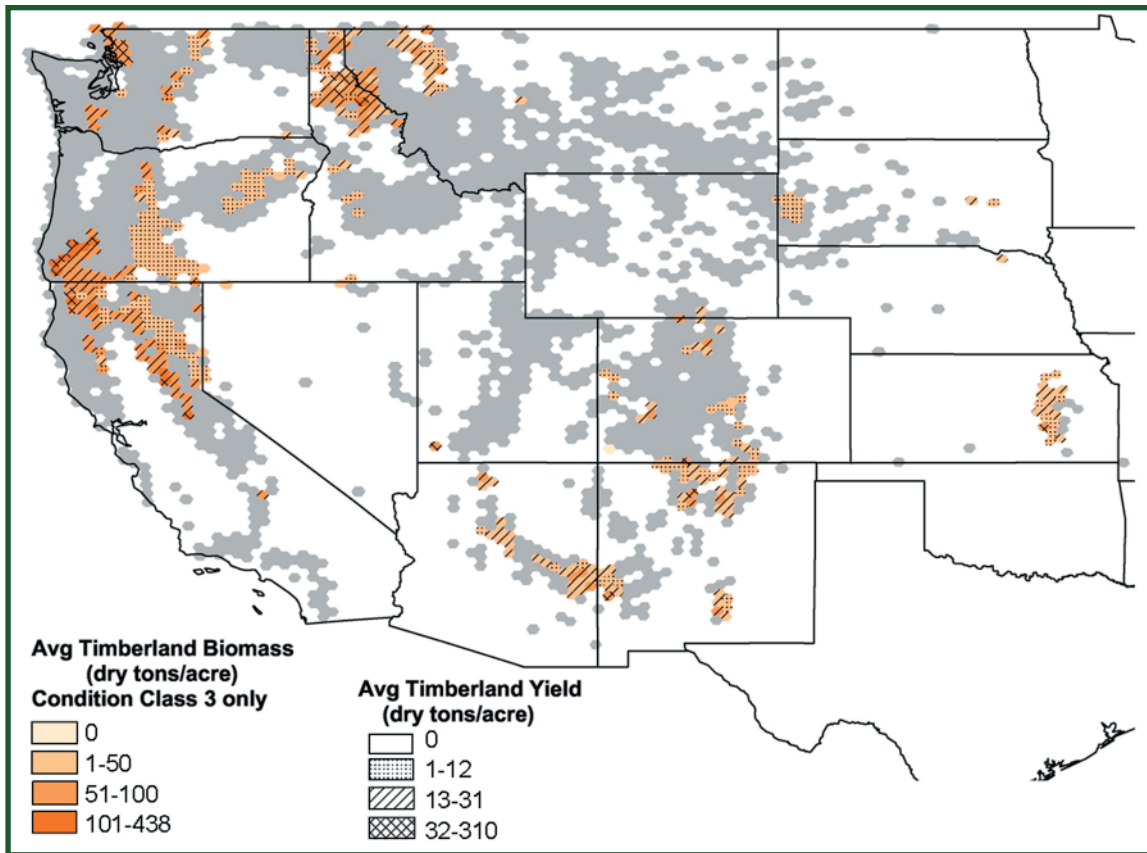 Avg Timberland Biomass
(dry tons/acre)
Condition Class 3 only
0
1-50
51-100
101-438
Avg Timberland Yield
(dry tons/acre)
0
1-12
13-31
32-310